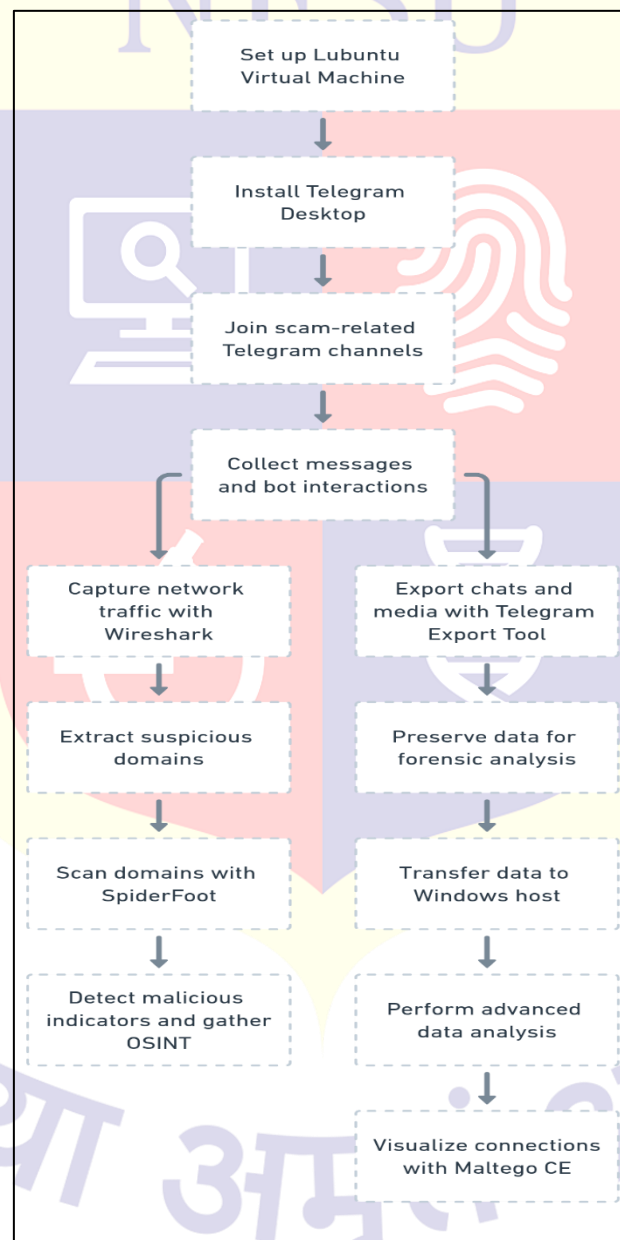 NFSU
Set up Lubuntu
Virtual Machine
Install Telegram
Desktop
Join scam-related
Telegram channels
Collect messages
and bot interactions
Capture network
traffic with
Wireshark
Export chats and
media with Telegram
Export Tool
Extract suspicious
domains
Preserve data for
forensic analysis
Scan domains with
SpiderFoot
Transfer data to
Windows host
Detect malicious
indicators and gather
OSINT
Perform advanced
data analysis
Visualize connections
with Maltego CE